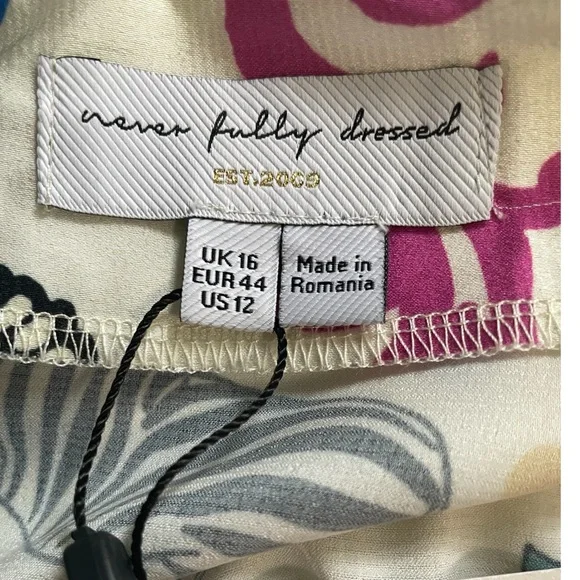 never fully dressed
EST.2009
UK 16
EUR 44
US 12
Made in
Romania